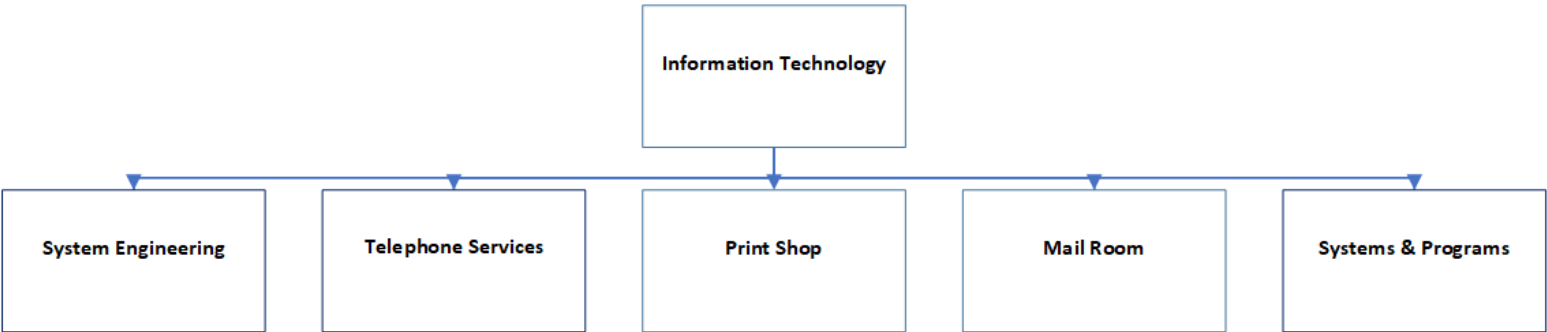 Information Technology
System Engineering
Telephone Services
Print Shop
Mail Room
Systems & Programs